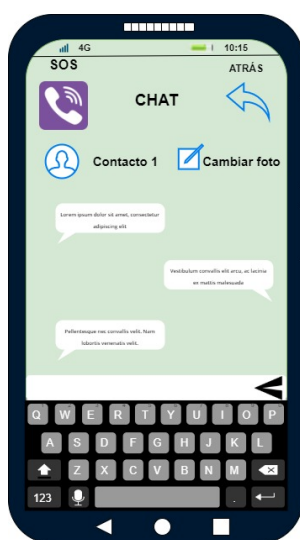 4G 10:15
SOS
ATRÁS
CHAT
Contacto 1
Cambiar foto
Lorem ipsum dolor sit amet, consectetur
adipiscing elit
Vestibulum convallis elit arcu, ac lacinia
ex mattis malesuada
Pellentesque nec convallis velit. Nam
lobortis venenatis velit.
Q W E R T Y U I O P
A S D F G H J K L
Z X C V B N M
123 .